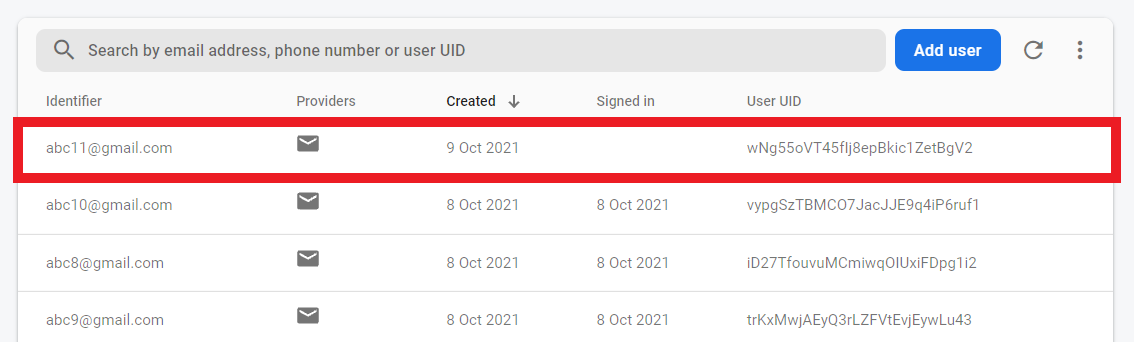 Search by email address, phone number or user UID Add user
Identifier Providers Created Signed in User UID
abc11@gmail.com 9 Oct 2021 wNg55oVT45fIj8epBkic1ZetBgV2
abc10@gmail.com 8 Oct 2021 8 Oct 2021 vypgSzTBMCO7JacJJE9q4iP6ruf1
abc8@gmail.com 8 Oct 2021 8 Oct 2021 iD27TfouvuMCmiwqOIUxiFDpg1i2
abc9@gmail.com 8 Oct 2021 8 Oct 2021 trKxMwjAEyQ3rLZFVtEvjEywLu43